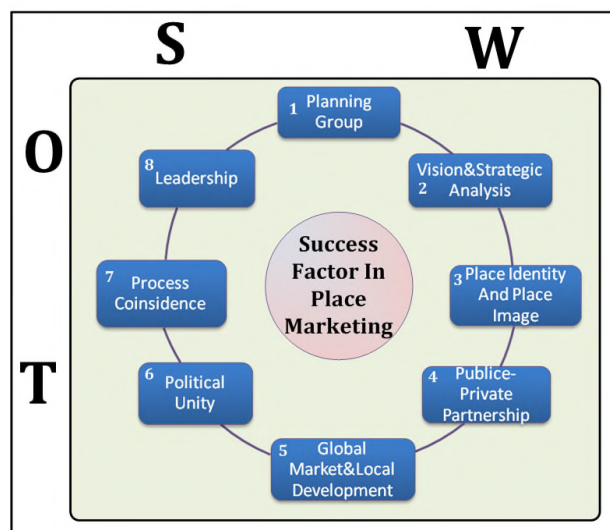 S
W
O
T
1 Planning
Group
Vision&Strategic
2 Analysis
3 Place Identity
And Place
Image
4 Publice-
Private
Partnership
5 Global
Market&Local
Development
6 Political
Unity
7 Process
Coinsidence
8 Leadership
Success
Factor In
Place
Marketing